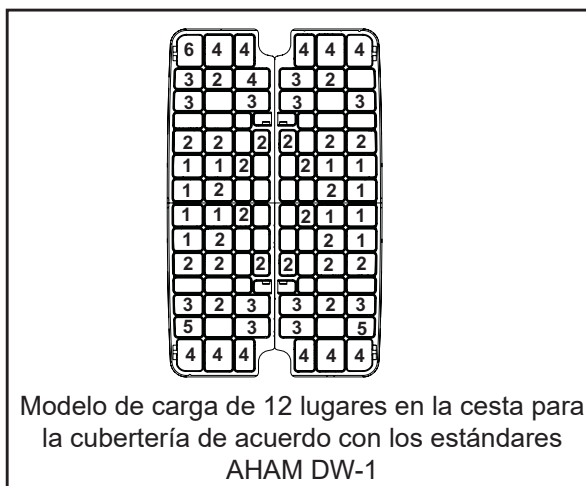 6 4 4 4 4 4
3 2 4 3 2
3 3 3 3
2 2 2 2 2 2
1 1 2 2 1 1
1 2 2 1
1 1 2 2 1 1
1 2 2 1
2 2 2 2 2 2
3 2 3 3 2 3
5 3 3 5
4 4 4 4 4 4
Modelo de carga de 12 lugares en la cesta para
la cubertería de acuerdo con los estándares
AHAM DW-1